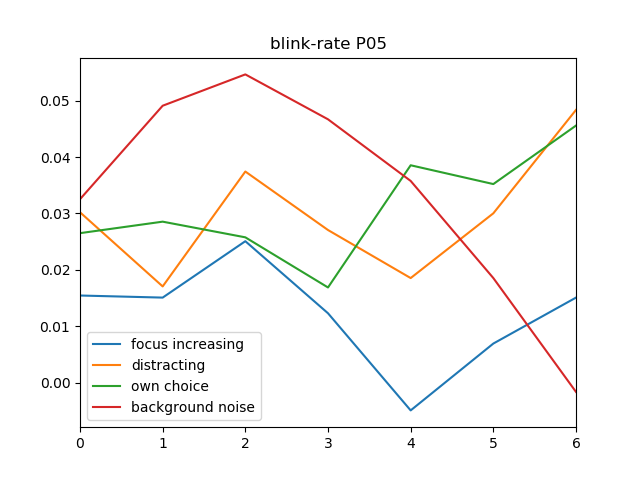 blink-rate P05
0.05
0.04
0.03
0.02
0.01
0.00
focus increasing
distracting
own choice
background noise
0 1 2 3 4 5 6